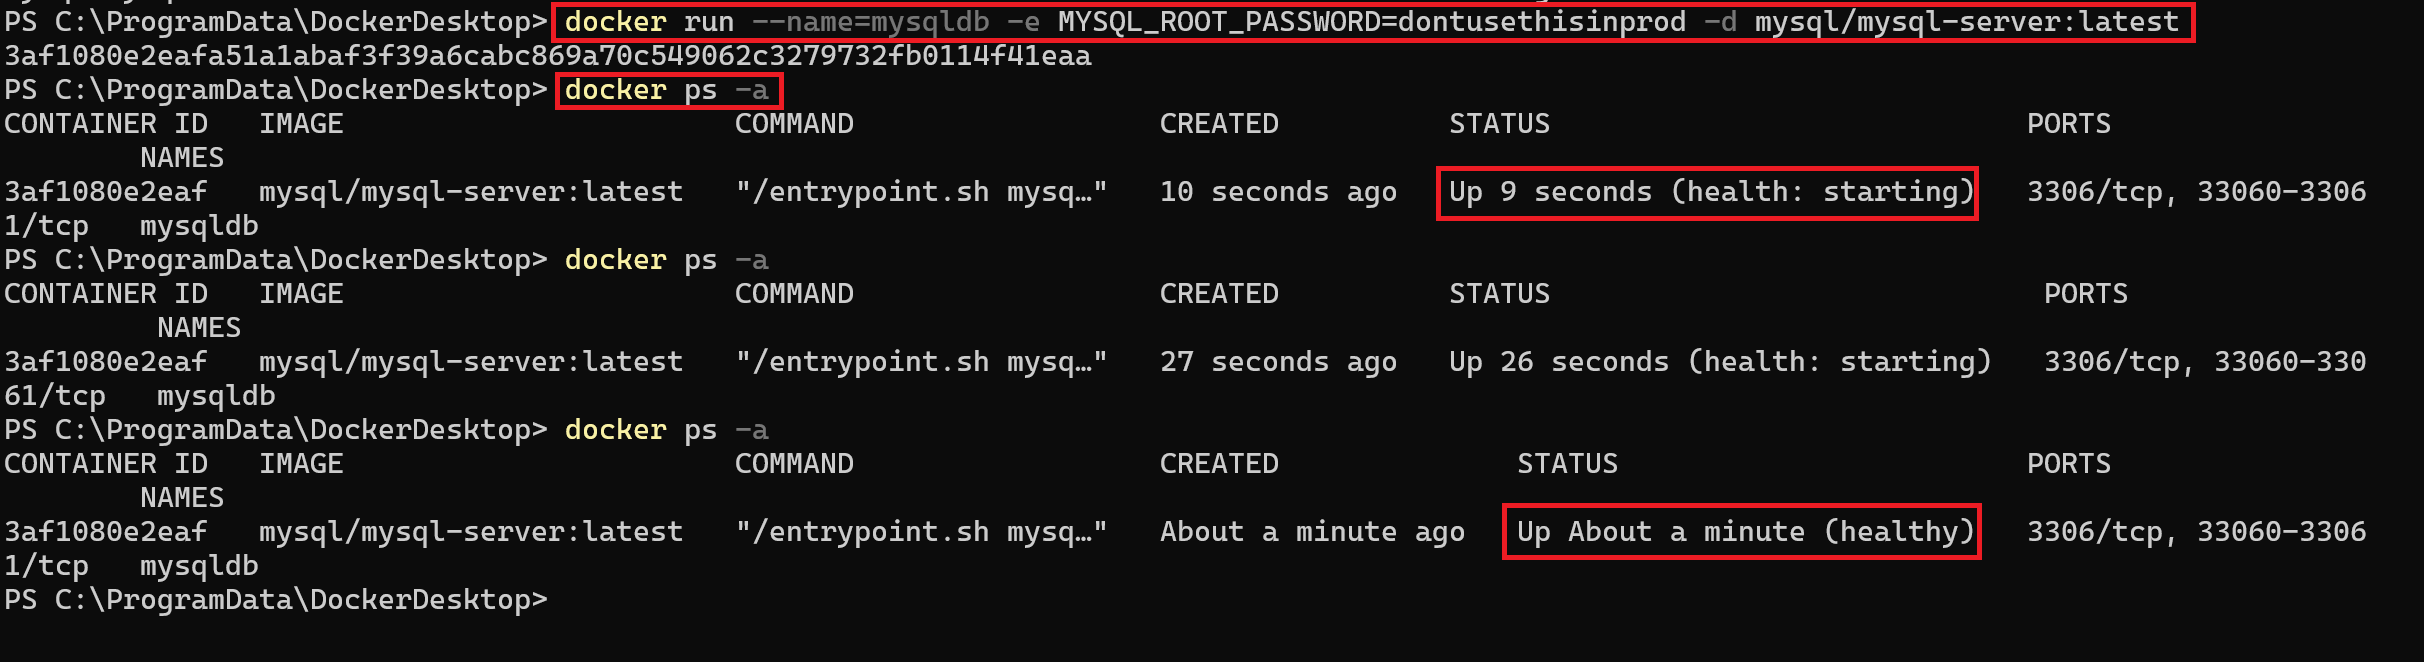 PS C:\ProgramData\DockerDesktop> docker run --name=mysqldb -e MYSQL_ROOT_PASSWORD=dontusethisinprod -d mysql/mysql-server:latest
3af1080e2eafa51a1abaf3f39a6cabc869a70c549062c3279732fb0114f41eaa
PS C:\ProgramData\DockerDesktop> docker ps -a
CONTAINER ID   IMAGE                       COMMAND                  CREATED          STATUS                            PORTS
        NAMES
3af1080e2eaf   mysql/mysql-server:latest   "/entrypoint.sh mysq…"   10 seconds ago   Up 9 seconds (health: starting)   3306/tcp, 33060-3306
1/tcp   mysqldb
PS C:\ProgramData\DockerDesktop> docker ps -a
CONTAINER ID   IMAGE                       COMMAND                  CREATED          STATUS                             PORTS
         NAMES
3af1080e2eaf   mysql/mysql-server:latest   "/entrypoint.sh mysq…"   27 seconds ago   Up 26 seconds (health: starting)   3306/tcp, 33060-330
61/tcp   mysqldb
PS C:\ProgramData\DockerDesktop> docker ps -a
CONTAINER ID   IMAGE                       COMMAND                  CREATED              STATUS                        PORTS
        NAMES
3af1080e2eaf   mysql/mysql-server:latest   "/entrypoint.sh mysq…"   About a minute ago   Up About a minute (healthy)   3306/tcp, 33060-3306
1/tcp   mysqldb
PS C:\ProgramData\DockerDesktop>